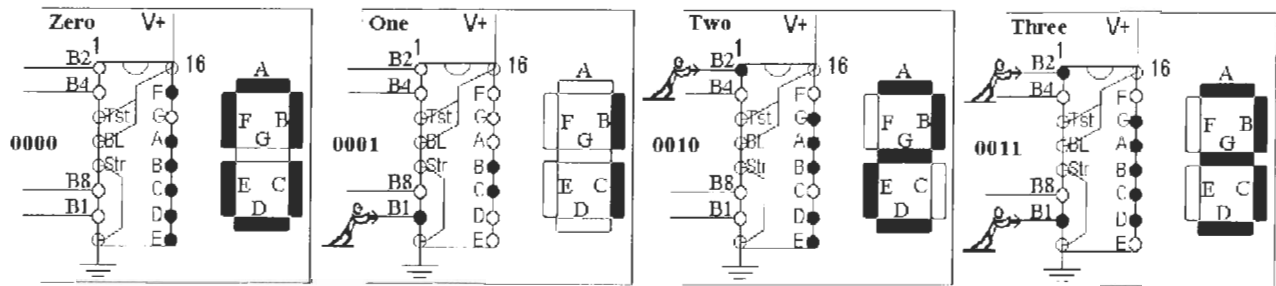 Zero V+
1
B2 16
B4 F
Tst G
0000 BL A
Str B
B8 C
B1 D
E
A
F B
G
E C
D
One V+
1
B2 16
B4 F
Tst G
0001 BL A
Str B
B8 C
B1 D
E
A
F B
G
E C
D
Two V+
1
B2 16
B4 F
Tst G
0010 BL A
Str B
B8 C
B1 D
E
A
F B
G
E C
D
Three V+
1
B2 16
B4 F
Tst G
0011 BL A
Str B
B8 C
B1 D
E
A
F B
G
E C
D